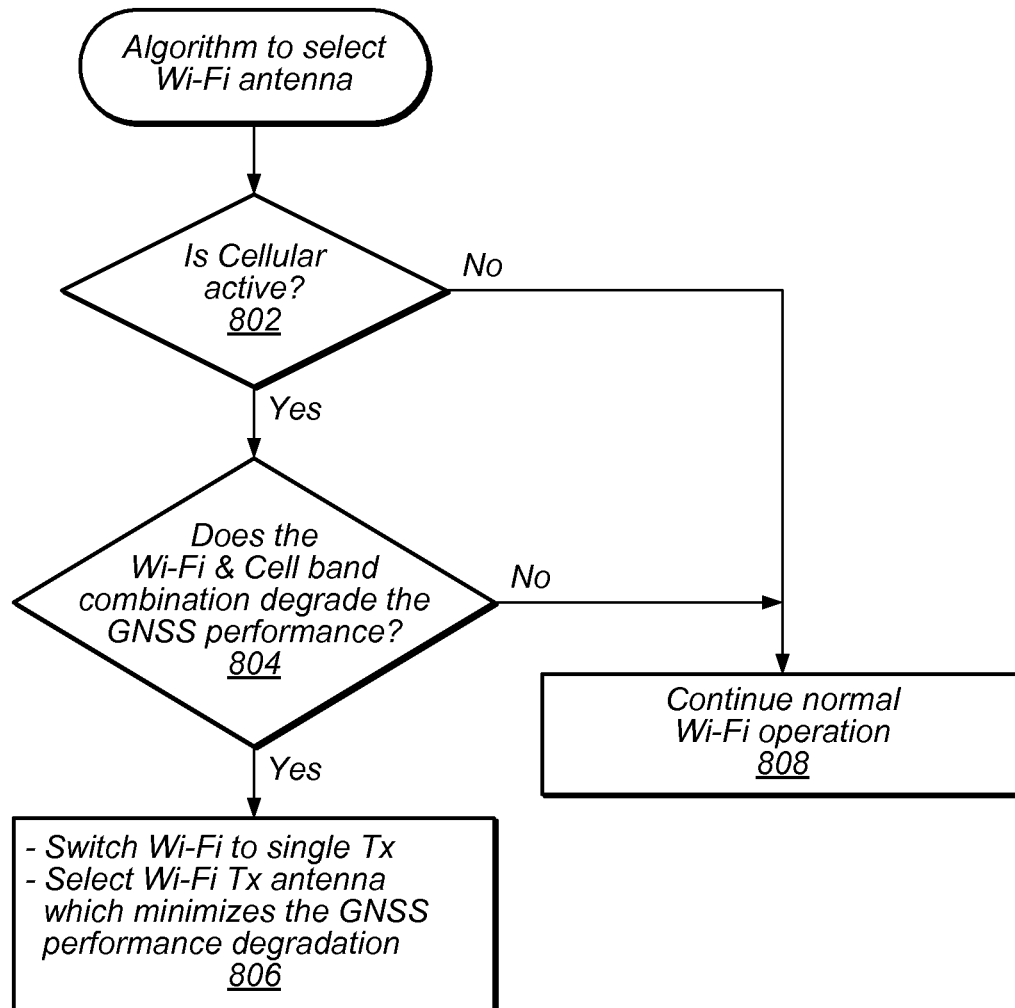 Algorithm to select
Wi-Fi antenna
Is Cellular
active?
802
No
Yes
Does the
Wi-Fi & Cell band
combination degrade the
GNSS performance?
804
No
Yes
Continue normal
Wi-Fi operation
808
- Switch Wi-Fi to single Tx
- Select Wi-Fi Tx antenna
which minimizes the GNSS
performance degradation
806